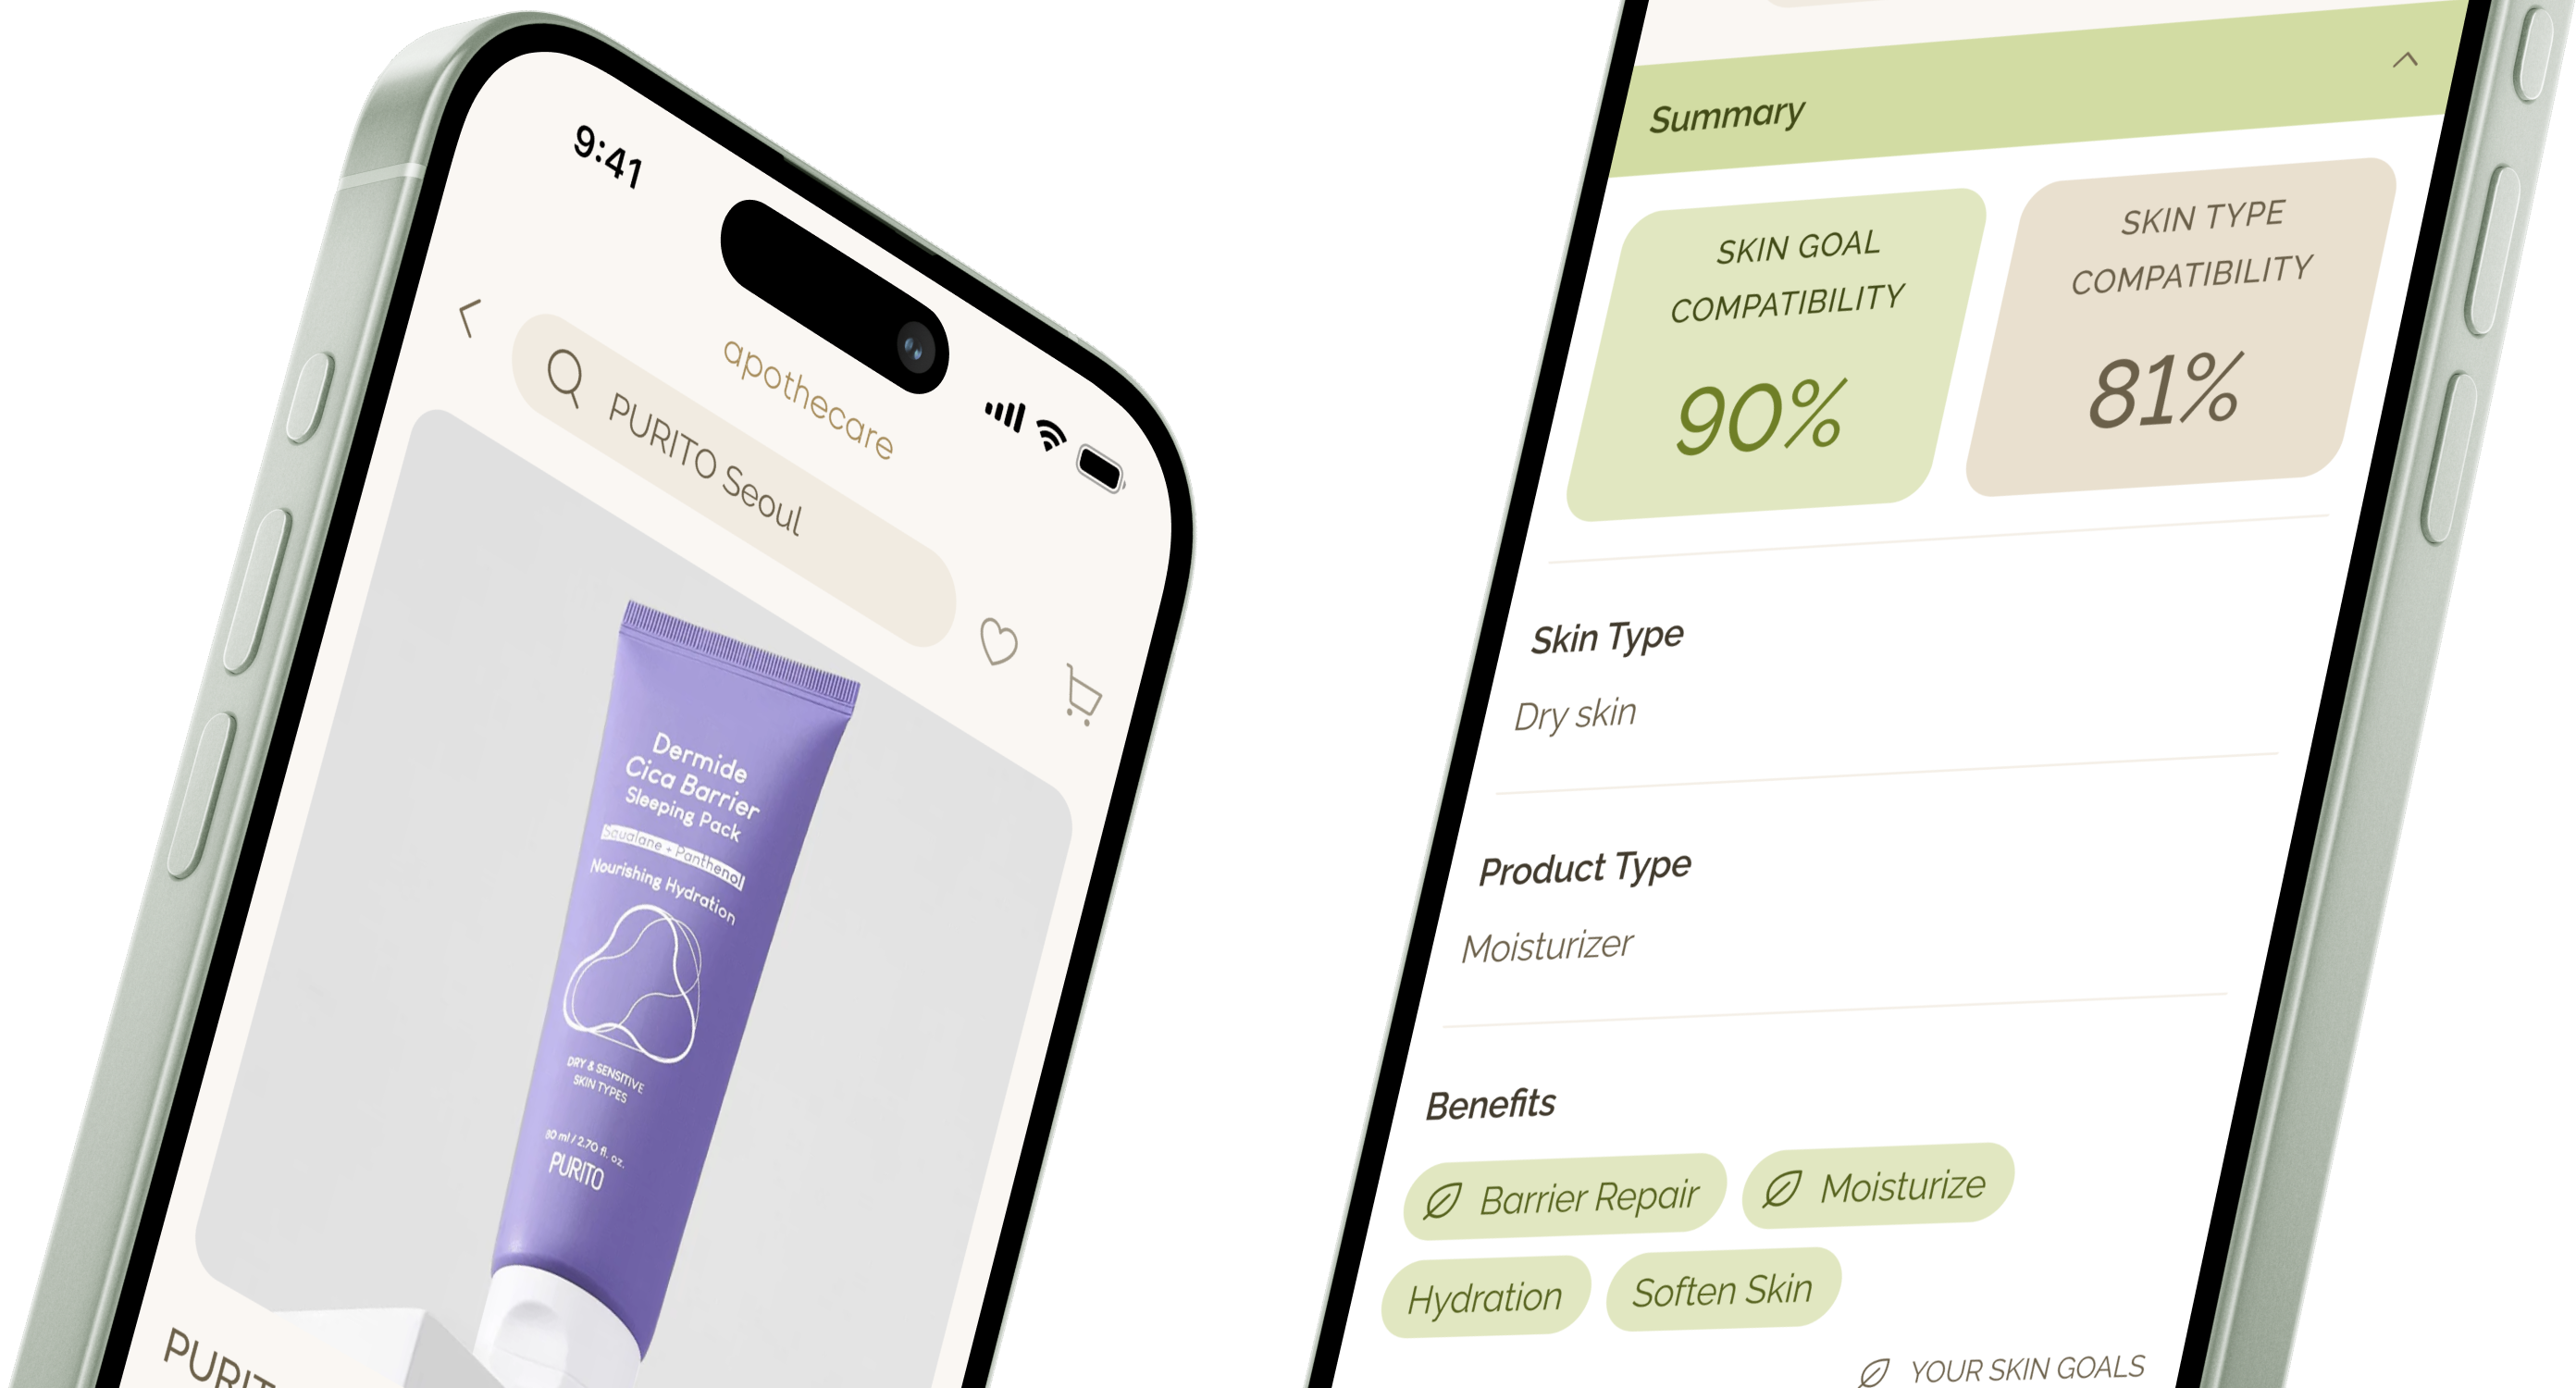 9:41
apothecare
PURITO Seoul
Dermide
Cica Barrier
Sleeping Pack
Squalane + Panthenol
Nourishing Hydration
DRY & SENSITIVE
SKIN TYPES
80 ml / 2.70 fl. oz.
PURITO
Summary
SKIN GOAL
COMPATIBILITY
90%
SKIN TYPE
COMPATIBILITY
81%
Skin Type
Dry skin
Product Type
Moisturizer
Benefits
Barrier Repair
Moisturize
Hydration
Soften Skin
YOUR SKIN GOALS